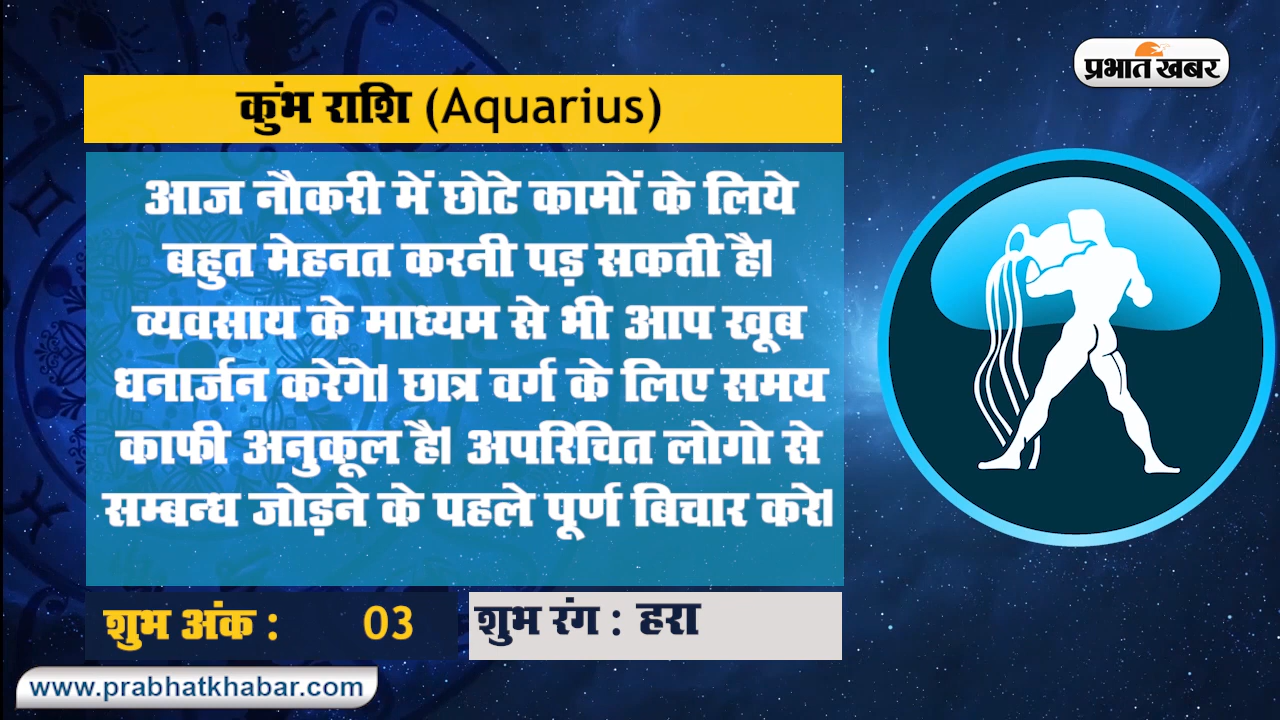 प्रभात खबर
कुंभ राशि (Aquarius)
आज नौकरी में छोटे कामों के लिये
बहुत मेहनत करनी पड़ सकती है।
व्यवसाय के माध्यम से भी आप खूब
धनार्जन करेंगे। छात्र वर्ग के लिए समय
काफी अनुकूल है। अपरिचित लोगो से
सम्बन्ध जोड़ने के पहले पूर्ण बिचार करे।
शुभ अंक : 03
शुभ रंग : हरा
www.prabhatkhabar.com